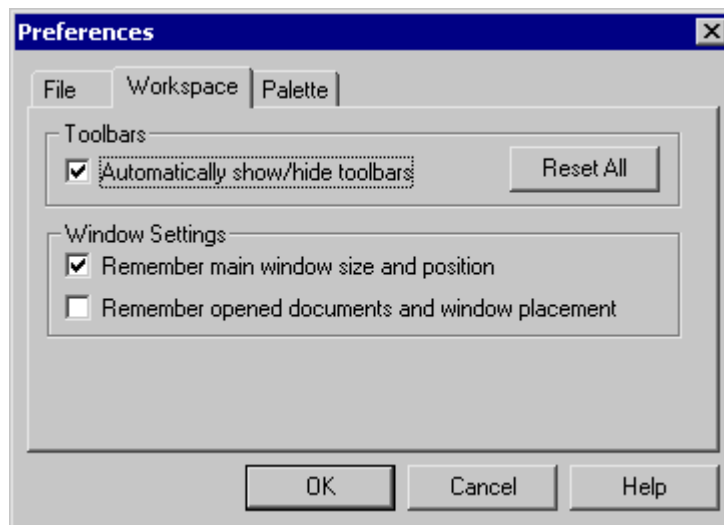 Preferences
File Workspace Palette
Toolbars
Automatically show/hide toolbars Reset All
Window Settings
Remember main window size and position
Remember opened documents and window placement
OK Cancel Help